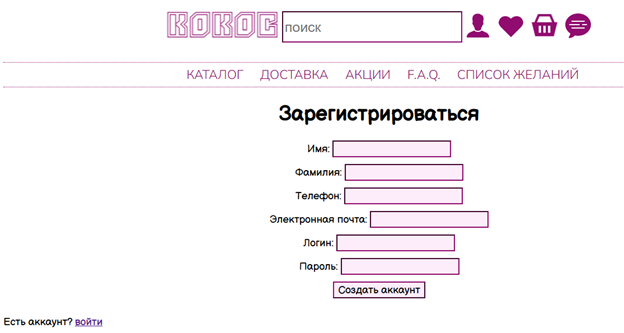 КОКОС
поиск
КАТАЛОГ ДОСТАВКА АКЦИИ F.A.Q. СПИСОК ЖЕЛАНИЙ
Зарегистрироваться
Имя:
Фамилия:
Телефон:
Электронная почта:
Логин:
Пароль:
Создать аккаунт
Есть аккаунт? войти